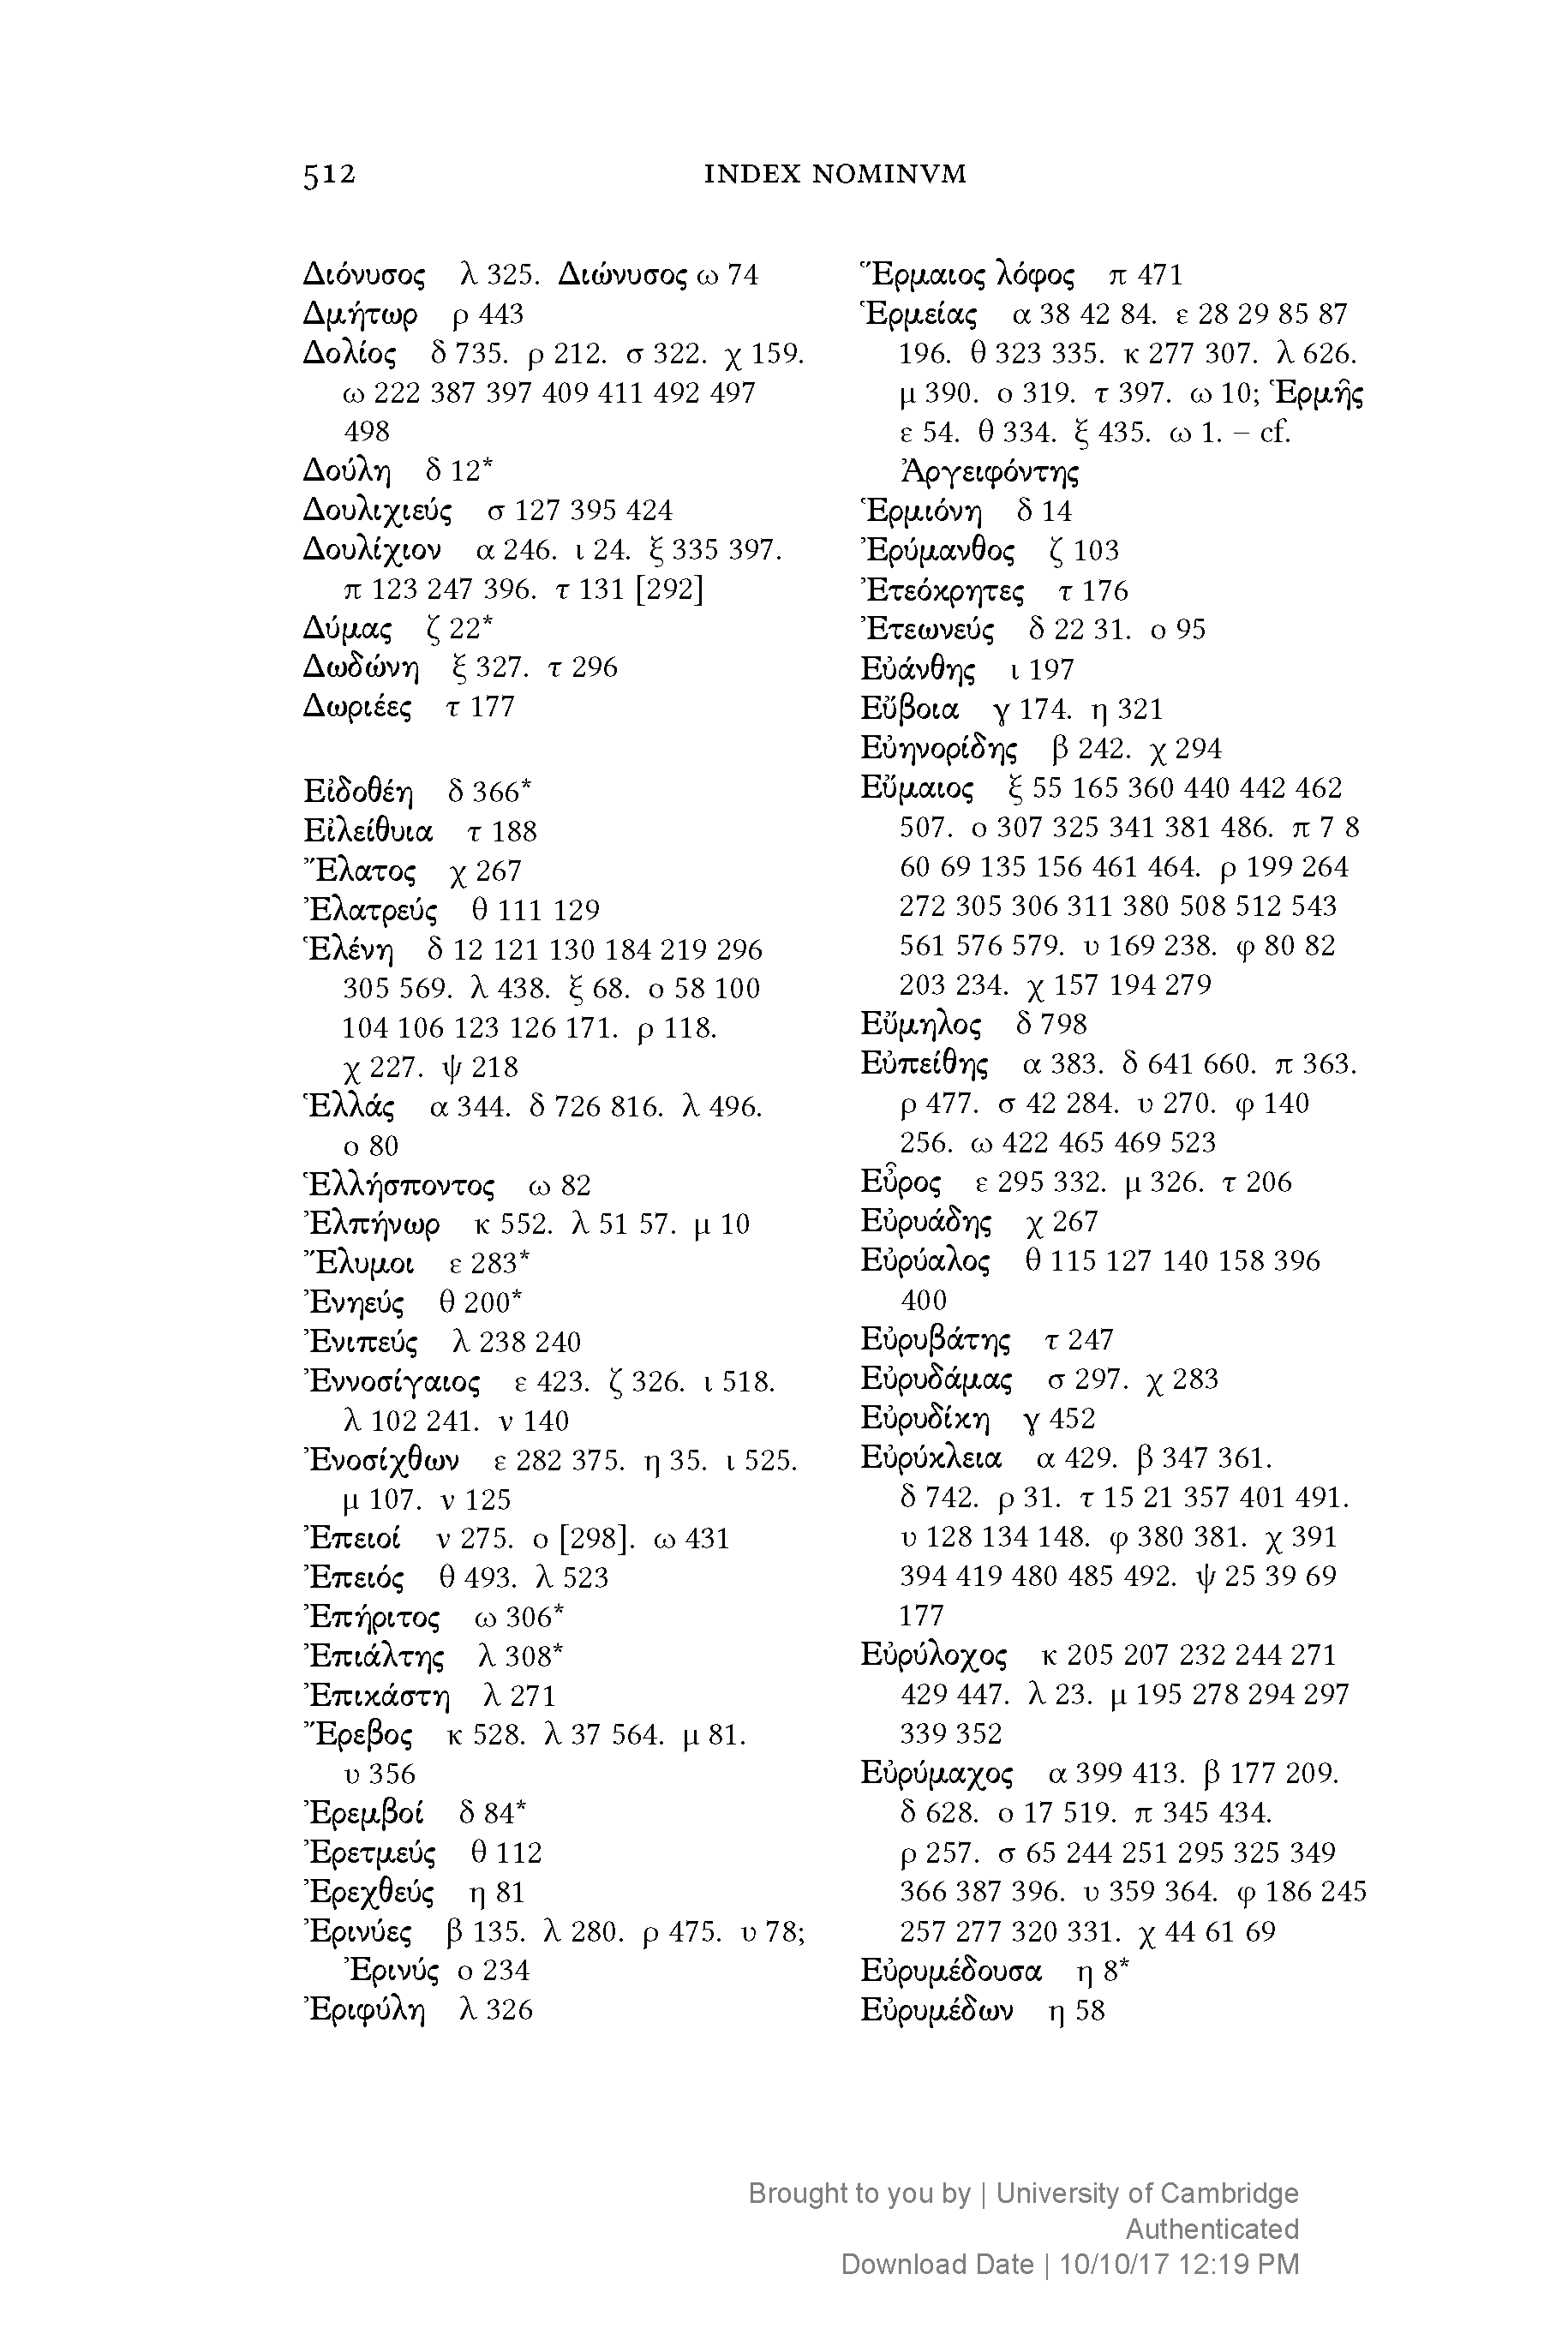 512 INDEX NOMINVM
Διόνυσος λ 325. Διώνυσος ω 74
Δμήτωρ ρ 443
Δολίος δ 735. ρ 212. σ 322. χ 159.
ω 222 387 397 409 411 492 497
498
Δούλη δ 12*
Δουλιχιεύς σ 127 395 424
Δουλίχιον α 246. ι 24. ξ 335 397.
π 123 247 396. τ 131 [292]
Δύμας ζ 22*
Δωδώνη ξ 327. τ 296
Δωριέες τ 177
Εἰδοθέη δ 366*
Εἰλείθυια τ 188
Ἔλατος χ 267
Ἐλατρεύς θ 111 129
Ἑλένη δ 12 121 130 184 219 296
305 569. λ 438. ξ 68. ο 58 100
104 106 123 126 171. ρ 118.
χ 227. ψ 218
Ἑλλάς α 344. δ 726 816. λ 496.
ο 80
Ἑλλήσποντος ω 82
Ἐλπήνωρ κ 552. λ 51 57. μ 10
Ἔλυμοι ε 283*
Ἐνηεύς θ 200*
Ἐνιπεύς λ 238 240
Ἐννοσίγαιος ε 423. ζ 326. ι 518.
λ 102 241. ν 140
Ἐνοσίχθων ε 282 375. η 35. ι 525.
μ 107. ν 125
Ἐπειοί ν 275. ο [298]. ω 431
Ἐπειός θ 493. λ 523
Ἐπήριτος ω 306*
Ἐπιάλτης λ 308*
Ἐπικάστη λ 271
Ἔρεβος κ 528. λ 37 564. μ 81.
υ 356
Ἐρεμβοί δ 84*
Ἐρετμεύς θ 112
Ἐρεχθεύς η 81
Ἐρινύες β 135. λ 280. ρ 475. υ 78;
Ἐρινύς ο 234
Ἐριφύλη λ 326
Ἕρμαιος λόφος π 471
Ἑρμείας α 38 42 84. ε 28 29 85 87
196. θ 323 335. κ 277 307. λ 626.
μ 390. ο 319. τ 397. ω 10; Ἑρμῆς
ε 54. θ 334. ξ 435. ω 1. – cf.
Ἀργειφόντης
Ἑρμιόνη δ 14
Ἐρύμανθος ζ 103
Ἐτεόκρητες τ 176
Ἐτεωνεύς δ 22 31. ο 95
Εὐάνθης ι 197
Εὔβοια γ 174. η 321
Εὐηνορίδης β 242. χ 294
Εὔμαιος ξ 55 165 360 440 442 462
507. ο 307 325 341 381 486. π 7 8
60 69 135 156 461 464. ρ 199 264
272 305 306 311 380 508 512 543
561 576 579. υ 169 238. φ 80 82
203 234. χ 157 194 279
Εὔμηλος δ 798
Εὐπείθης α 383. δ 641 660. π 363.
ρ 477. σ 42 284. υ 270. φ 140
256. ω 422 465 469 523
Εὖρος ε 295 332. μ 326. τ 206
Εὐρυάδης χ 267
Εὐρύαλος θ 115 127 140 158 396
400
Εὐρυβάτης τ 247
Εὐρυδάμας σ 297. χ 283
Εὐρυδίκη γ 452
Εὐρύκλεια α 429. β 347 361.
δ 742. ρ 31. τ 15 21 357 401 491.
υ 128 134 148. φ 380 381. χ 391
394 419 480 485 492. ψ 25 39 69
177
Εὐρύλοχος κ 205 207 232 244 271
429 447. λ 23. μ 195 278 294 297
339 352
Εὐρύμαχος α 399 413. β 177 209.
δ 628. ο 17 519. π 345 434.
ρ 257. σ 65 244 251 295 325 349
366 387 396. υ 359 364. φ 186 245
257 277 320 331. χ 44 61 69
Εὐρυμέδουσα η 8*
Εὐρυμέδων η 58
Brought to you by | University of Cambridge
Authenticated
Download Date | 10/10/17 12:19 PM